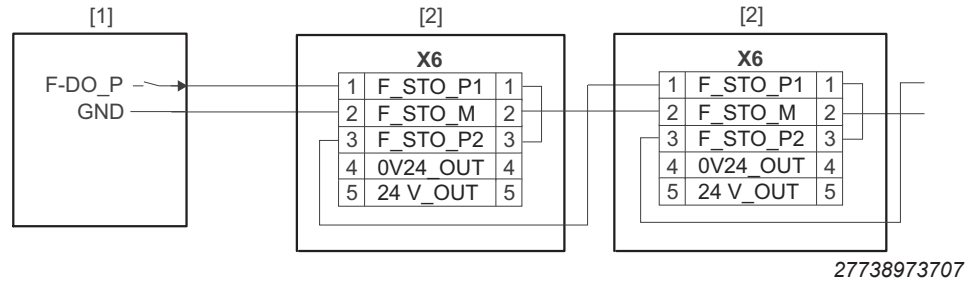 [1] [2] [2]
X6 X6
F-DO_P 1 F_STO_P1 1 1 F_STO_P1 1
GND 2 F_STO_M 2 2 F_STO_M 2
3 F_STO_P2 3 3 F_STO_P2 3
4 0V24_OUT 4 4 0V24_OUT 4
5 24 V_OUT 5 5 24 V_OUT 5
27738973707